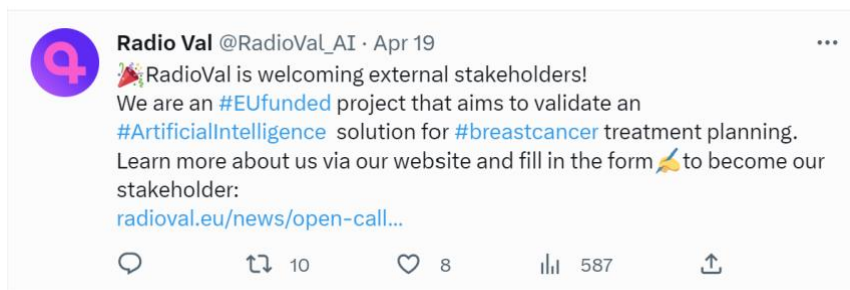 Radio Val @RadioVal_AI · Apr 19
🎉RadioVal is welcoming external stakeholders!
We are an #EUfunded project that aims to validate an
#ArtificialIntelligence solution for #breastcancer treatment planning.
Learn more about us via our website and fill in the form✍️to become our
stakeholder:
radioval.eu/news/open-call...
10 8 587